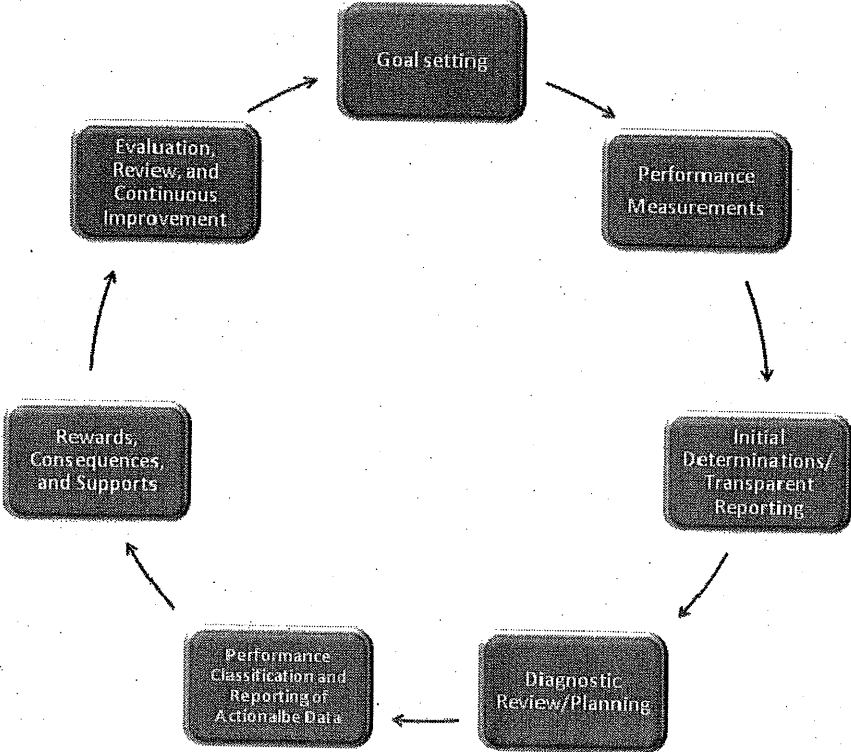 Goal setting
Performance
Measurements
Initial
Determinations/
Transparent
Reporting
Diagnostic
Review/Planning
Performance
Classification and
Reporting of
Actionalbe Data
Rewards,
Consequences,
and Supports
Evaluation,
Review, and
Continuous
Improvement